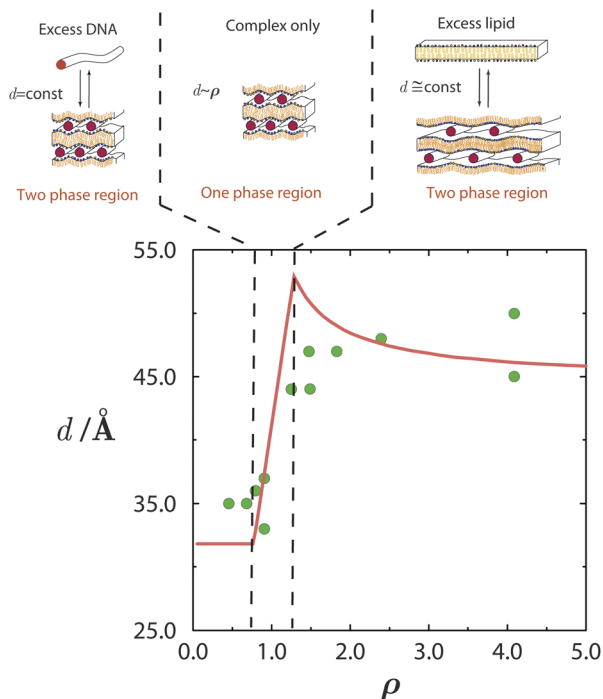 Excess DNA
Complex only
Excess lipid
d=const
d~ρ
d ≅const
Two phase region
One phase region
Two phase region
55.0
45.0
d /Å
35.0
25.0
0.0 1.0 2.0 3.0 4.0 5.0
ρ